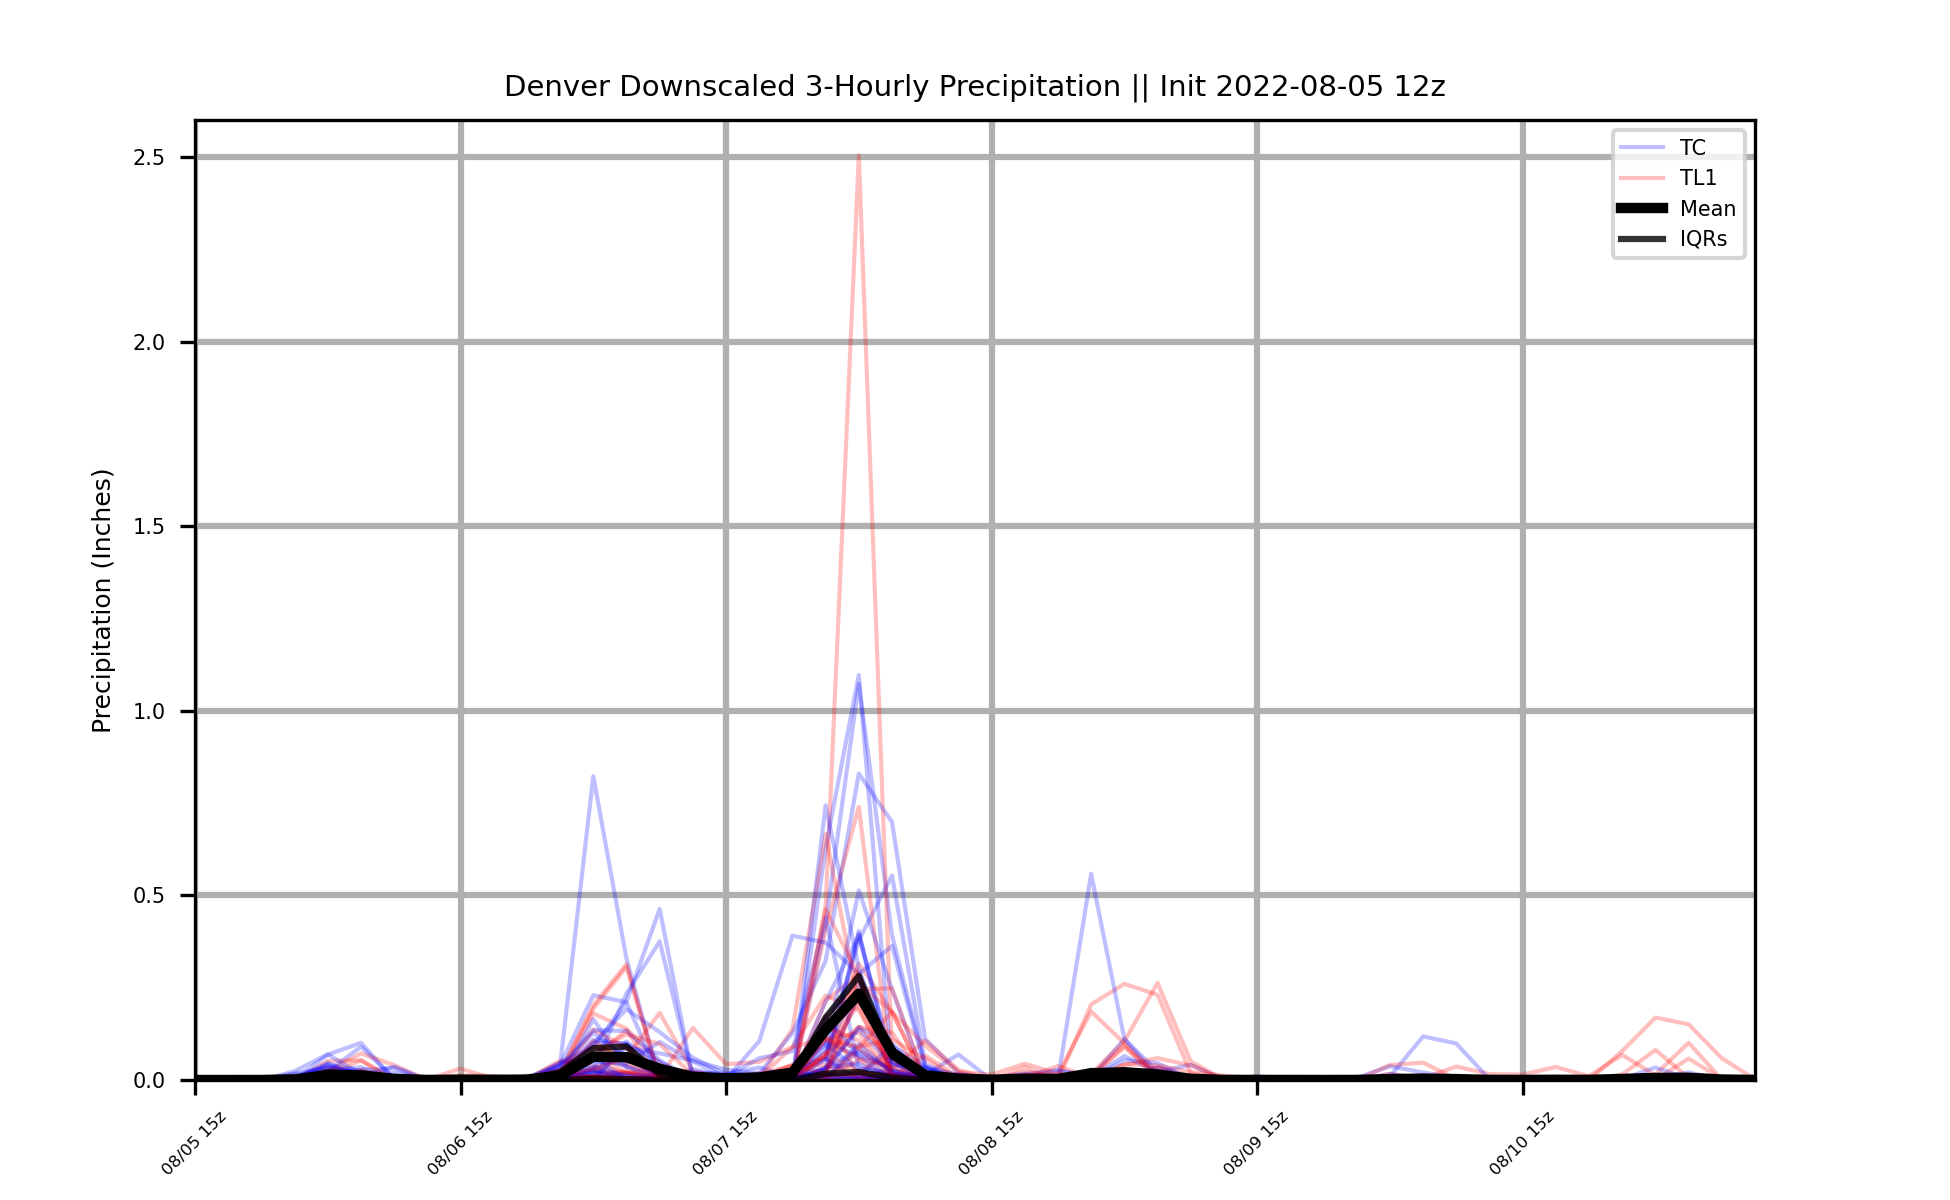 Denver Downscaled 3-Hourly Precipitation || Init 2022-08-05 12z
TC
TL1
Mean
IQRs
Precipitation (Inches)
2.5
2.0
1.5
1.0
0.5
0.0
08/05 15z
08/06 15z
08/07 15z
08/08 15z
08/09 15z
08/10 15z